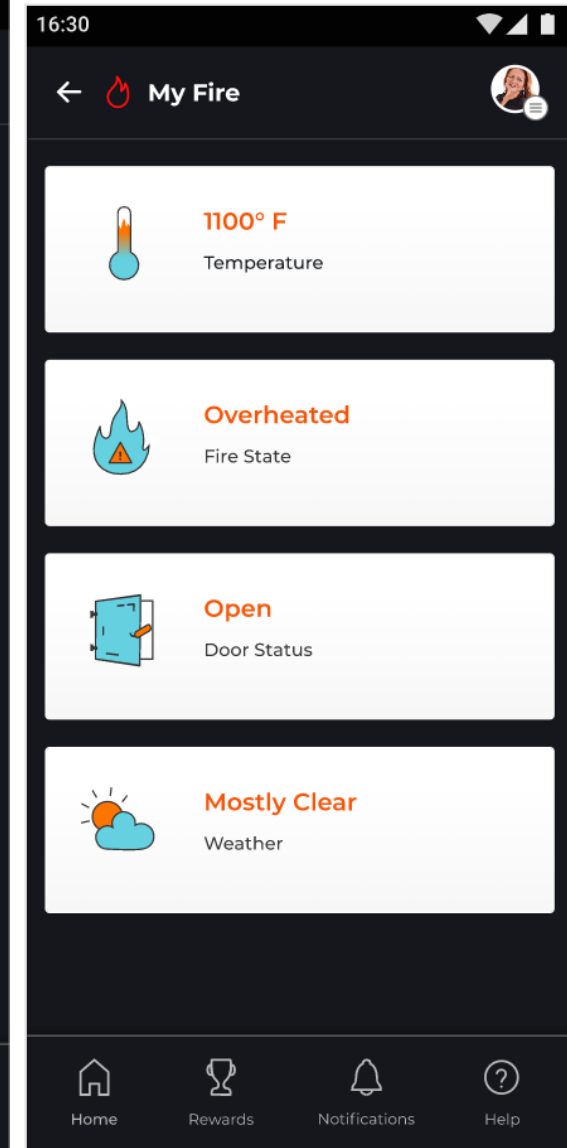 16:30
My Fire
1100° F
Temperature
Overheated
Fire State
Open
Door Status
Mostly Clear
Weather
Home
Rewards
Notifications
Help